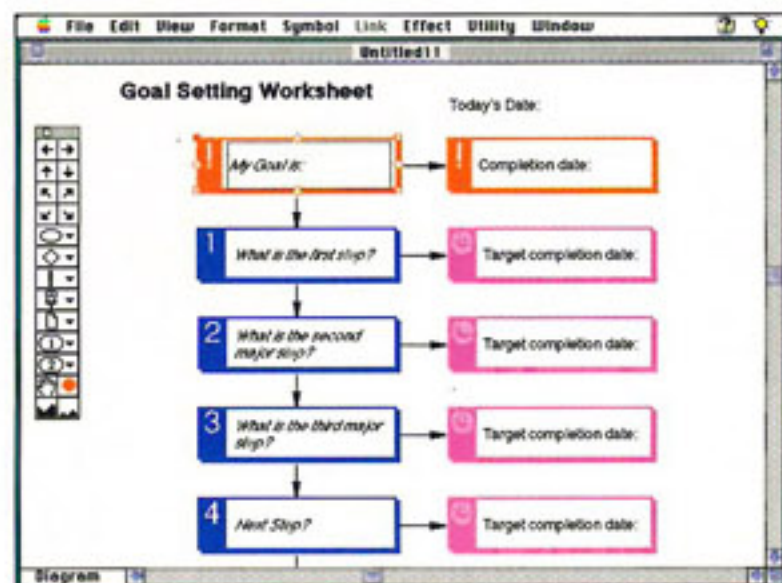 File Edit View Format Symbol Link Effect Utility Window
Untitled11
Goal Setting Worksheet
Today's Date:
! My Goal is:
! Completion date:
1 What is the first step?
Target completion date:
2 What is the second
major step?
Target completion date:
3 What is the third major
step?
Target completion date:
4 Next Step?
Target completion date:
Diagram